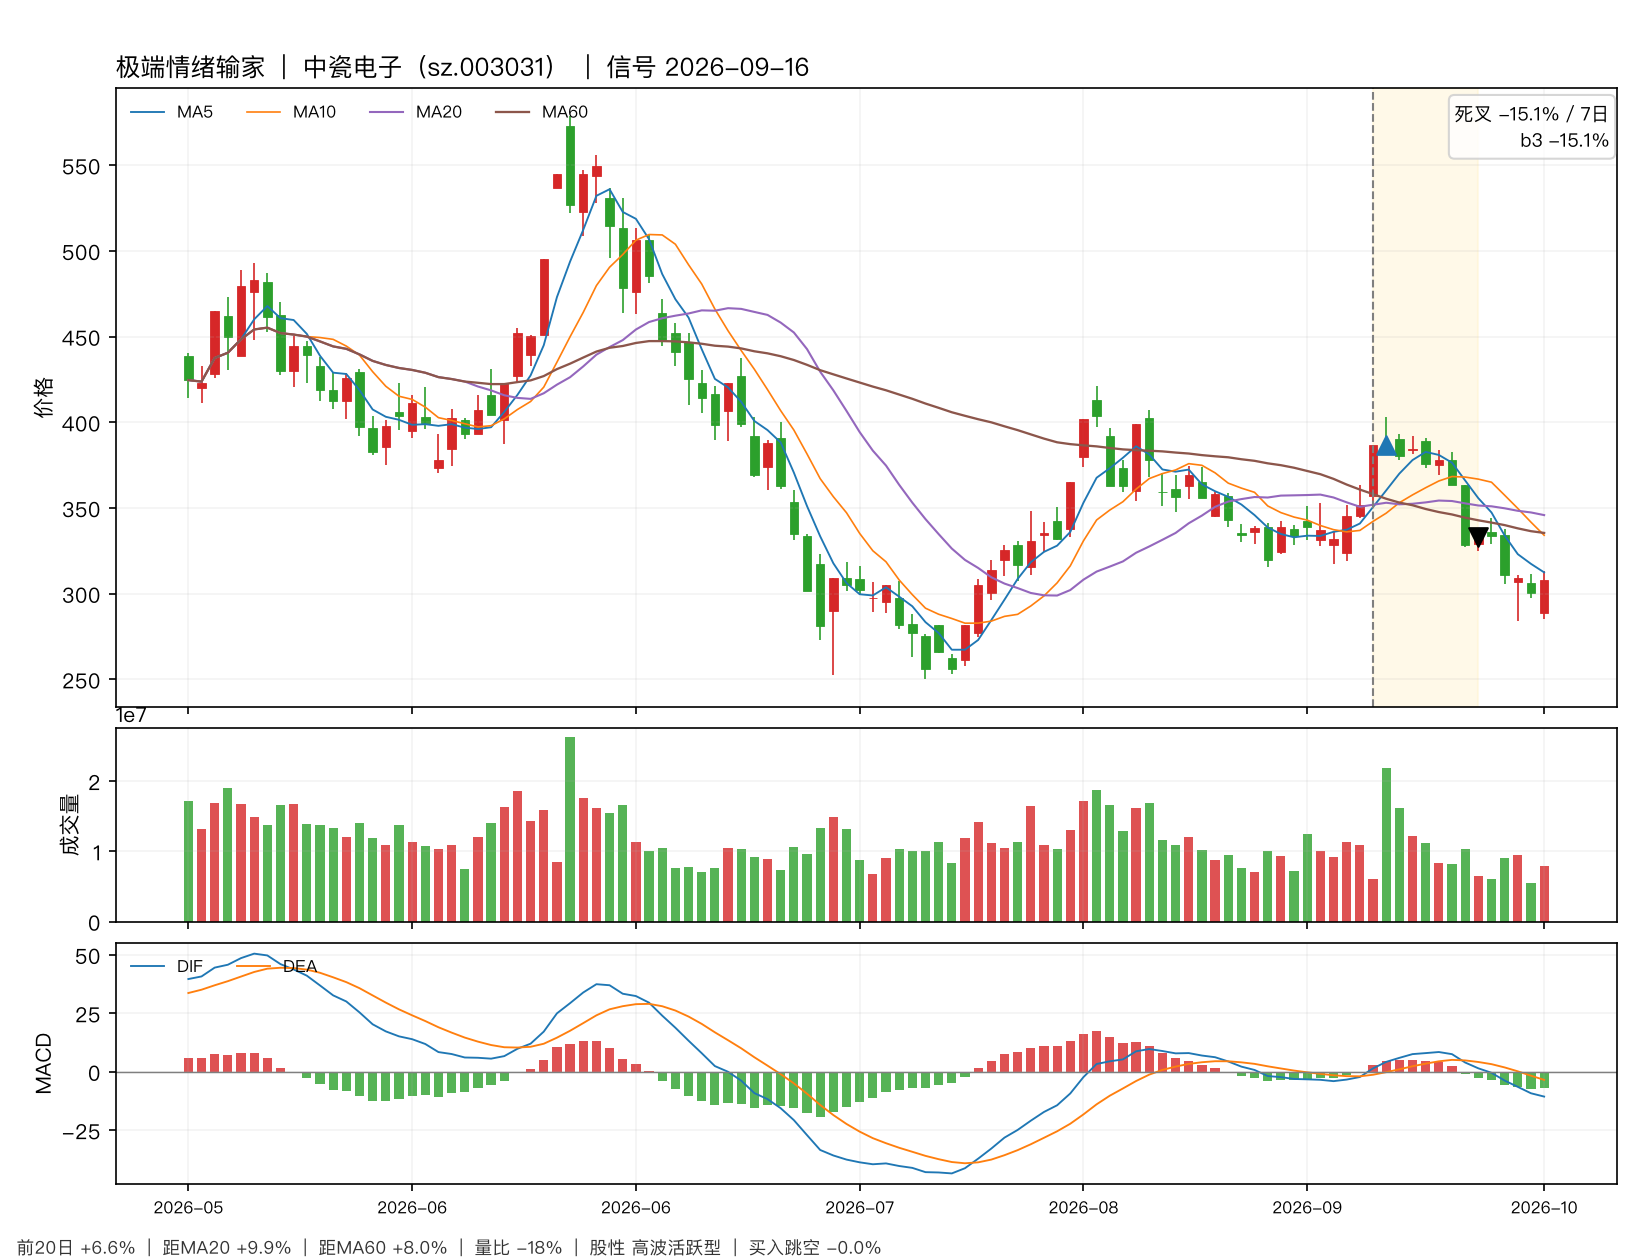 极端情绪输家 | 中瓷电子（sz.003031） | 信号 2026-09-16
MA5 MA10 MA20 MA60
死叉 -15.1% / 7日
b3 -15.1%
价格
550
500
450
400
350
300
250
1e7
成交量
2
1
0
DIF DEA
MACD
50
25
0
−25
2026-05 2026-06 2026-06 2026-07 2026-08 2026-09 2026-10
前20日 +6.6% | 距MA20 +9.9% | 距MA60 +8.0% | 量比 -18% | 股性 高波活跃型 | 买入跳空 -0.0%